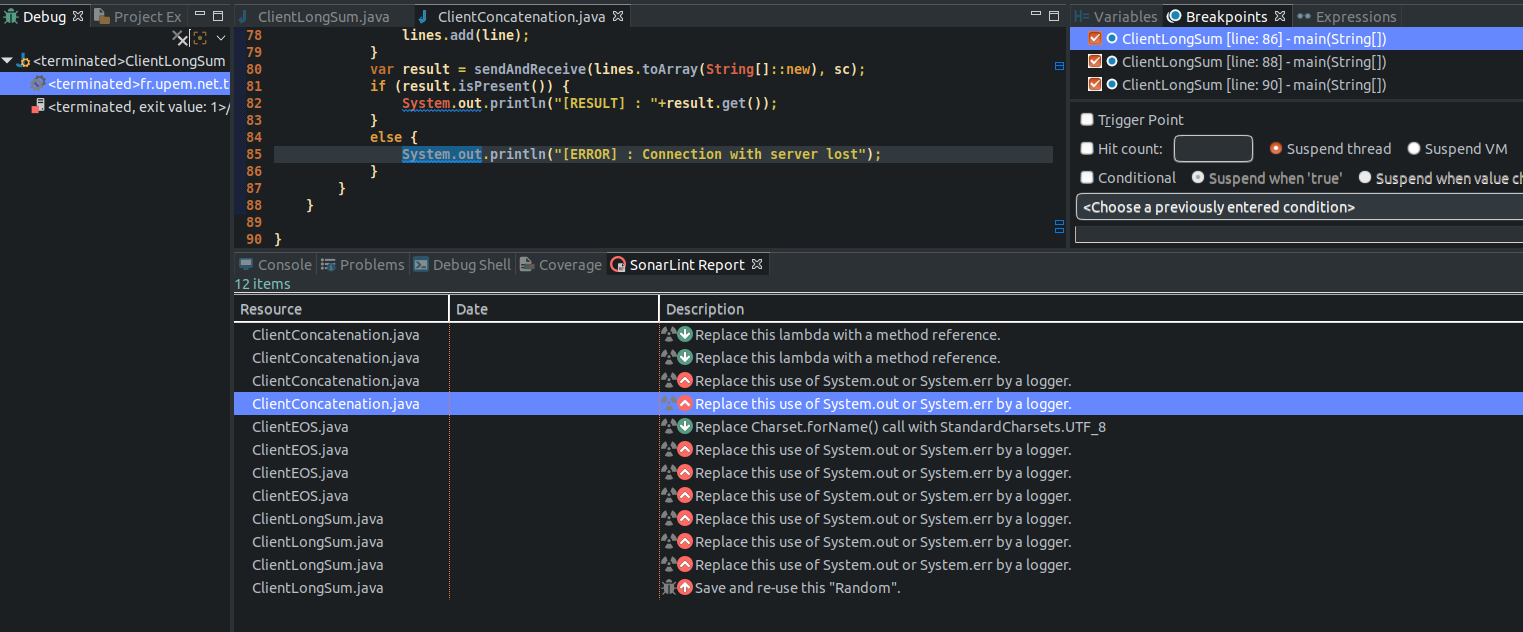 Debug
Project Ex
<terminated>ClientLongSum
<terminated>fr.upem.net.t
<terminated, exit value: 1>/
ClientLongSum.java
ClientConcatenation.java
78 lines.add(line);
79 }
80 var result = sendAndReceive(lines.toArray(String[]::new), sc);
81 if (result.isPresent()) {
82 System.out.println("[RESULT] : "+result.get());
83 }
84 else {
85 System.out.println("[ERROR] : Connection with server lost");
86 }
87 }
88 }
89
90 }
Variables
Breakpoints
Expressions
ClientLongSum [line: 86] - main(String[])
ClientLongSum [line: 88] - main(String[])
ClientLongSum [line: 90] - main(String[])
Trigger Point
Hit count: Suspend thread Suspend VM
Conditional Suspend when 'true' Suspend when value ch
<Choose a previously entered condition>
Console
Problems
Debug Shell
Coverage
SonarLint Report
12 items
Resource Date Description
ClientConcatenation.java Replace this lambda with a method reference.
ClientConcatenation.java Replace this lambda with a method reference.
ClientConcatenation.java Replace this use of System.out or System.err by a logger.
ClientConcatenation.java Replace this use of System.out or System.err by a logger.
ClientEOS.java Replace Charset.forName() call with StandardCharsets.UTF_8
ClientEOS.java Replace this use of System.out or System.err by a logger.
ClientEOS.java Replace this use of System.out or System.err by a logger.
ClientEOS.java Replace this use of System.out or System.err by a logger.
ClientLongSum.java Replace this use of System.out or System.err by a logger.
ClientLongSum.java Replace this use of System.out or System.err by a logger.
ClientLongSum.java Replace this use of System.out or System.err by a logger.
ClientLongSum.java Save and re-use this "Random".